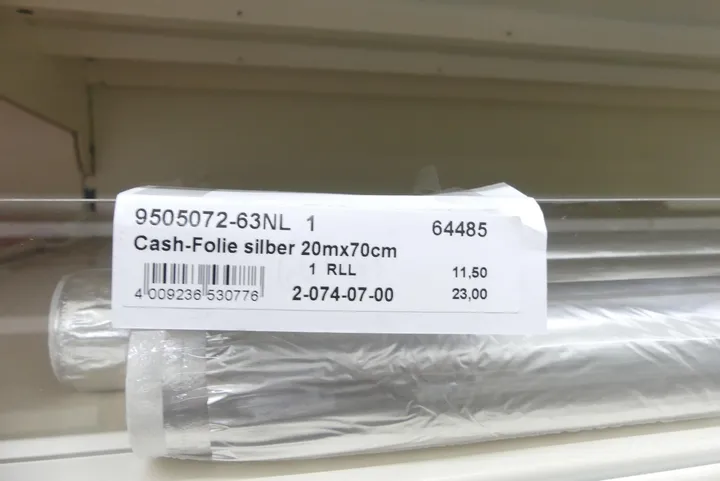 9505072-63NL 1 64485
Cash-Folie silber 20mx70cm
1 RLL 11,50
4 009236 530776 2-074-07-00 23,00